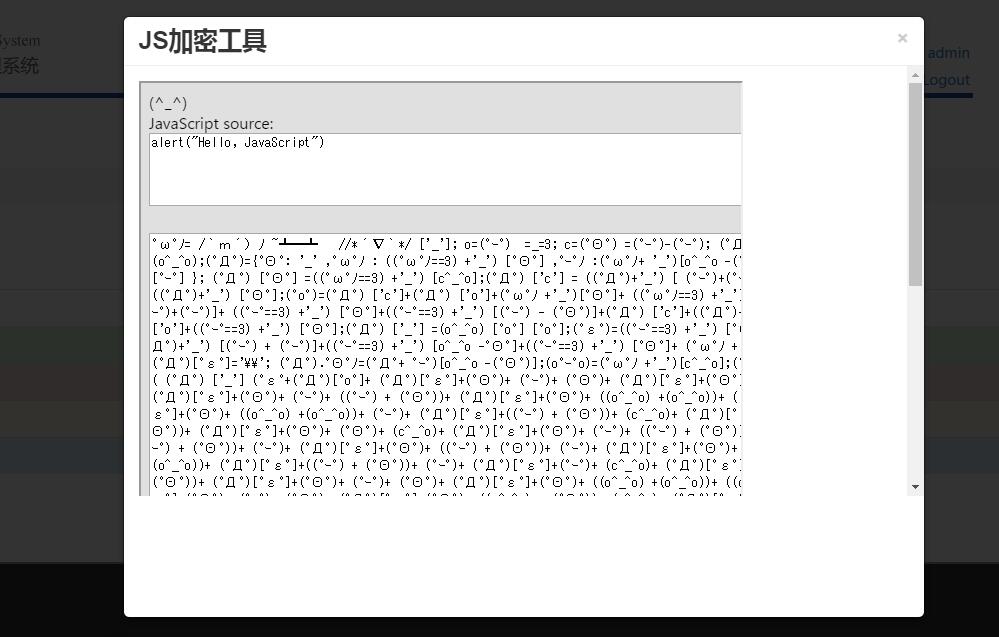 System
理系统
JS加密工具
×
admin
Logout
(^_^)
JavaScript source:
alert("Hello, JavaScript")
ﾟωﾟﾉ= /｀ｍ´）ﾉ ~┻━┻   //*´∇｀*/ ['_']; o=(ﾟｰﾟ)  =_=3; c=(ﾟΘﾟ) =(ﾟｰﾟ)-(ﾟｰﾟ); (ﾟДﾟ
(o^_^o);(ﾟДﾟ)={ﾟΘﾟ: '_' ,ﾟωﾟﾉ : ((ﾟωﾟﾉ==3) +'_') [ﾟΘﾟ] ,ﾟｰﾟﾉ :(ﾟωﾟﾉ+ '_')[o^_^o -(ﾟ
[ﾟｰﾟ] }; (ﾟДﾟ) [ﾟΘﾟ] =((ﾟωﾟﾉ==3) +'_') [c^_^o];(ﾟДﾟ) ['c'] = ((ﾟДﾟ)+'_') [ (ﾟｰﾟ)+(ﾟｰ
((ﾟДﾟ)+'_') [ﾟΘﾟ];(ﾟoﾟ)=(ﾟДﾟ) ['c']+(ﾟДﾟ) ['o']+(ﾟωﾟﾉ +'_')[ﾟΘﾟ]+ ((ﾟωﾟﾉ==3) +'_')
ｰﾟ)+(ﾟｰﾟ)]+ ((ﾟｰﾟ==3) +'_') [ﾟΘﾟ]+((ﾟｰﾟ==3) +'_') [(ﾟｰﾟ) - (ﾟΘﾟ)]+(ﾟДﾟ) ['c']+((ﾟДﾟ)+
['o']+((ﾟｰﾟ==3) +'_') [ﾟΘﾟ];(ﾟДﾟ) ['_'] =(o^_^o) [ﾟoﾟ] [ﾟoﾟ];(ﾟεﾟ)=((ﾟｰﾟ==3) +'_') [ﾟ
Дﾟ)+'_') [(ﾟｰﾟ) + (ﾟｰﾟ)]+((ﾟｰﾟ==3) +'_') [o^_^o -ﾟΘﾟ]+((ﾟｰﾟ==3) +'_') [ﾟΘﾟ]+ (ﾟωﾟﾉ +
(ﾟДﾟ)[ﾟεﾟ]='\\'; (ﾟДﾟ).ﾟΘﾟﾉ=(ﾟДﾟ+ ﾟｰﾟ)[o^_^o -(ﾟΘﾟ)];(oﾟｰﾟo)=(ﾟωﾟﾉ +'_')[c^_^o];(ﾟ
( (ﾟДﾟ) ['_'] (ﾟεﾟ+(ﾟДﾟ)[ﾟoﾟ]+ (ﾟДﾟ)[ﾟεﾟ]+(ﾟΘﾟ)+ (ﾟｰﾟ)+ (ﾟΘﾟ)+ (ﾟДﾟ)[ﾟεﾟ]+(ﾟΘﾟ
(ﾟДﾟ)[ﾟεﾟ]+(ﾟΘﾟ)+ (ﾟｰﾟ)+ ((ﾟｰﾟ) + (ﾟΘﾟ))+ (ﾟДﾟ)[ﾟεﾟ]+(ﾟΘﾟ)+ ((o^_^o) +(o^_^o))+ (
εﾟ]+(ﾟΘﾟ)+ ((o^_^o) +(o^_^o))+ (ﾟｰﾟ)+ (ﾟДﾟ)[ﾟεﾟ]+((ﾟｰﾟ) + (ﾟΘﾟ))+ (c^_^o)+ (ﾟДﾟ)[ﾟ
Θﾟ))+ (ﾟДﾟ)[ﾟεﾟ]+(ﾟΘﾟ)+ (ﾟΘﾟ)+ (c^_^o)+ (ﾟДﾟ)[ﾟεﾟ]+(ﾟΘﾟ)+ (ﾟｰﾟ)+ ((ﾟｰﾟ) + (ﾟΘﾟ)
ｰﾟ) + (ﾟΘﾟ))+ (ﾟｰﾟ)+ (ﾟДﾟ)[ﾟεﾟ]+(ﾟΘﾟ)+ ((ﾟｰﾟ) + (ﾟΘﾟ))+ (ﾟｰﾟ)+ (ﾟДﾟ)[ﾟεﾟ]+(ﾟΘﾟ)+
(o^_^o))+ (ﾟДﾟ)[ﾟεﾟ]+((ﾟｰﾟ) + (ﾟΘﾟ))+ (ﾟｰﾟ)+ (ﾟДﾟ)[ﾟεﾟ]+(ﾟｰﾟ)+ (c^_^o)+ (ﾟДﾟ)[ﾟεﾟ
(ﾟΘﾟ))+ (ﾟДﾟ)[ﾟεﾟ]+(ﾟΘﾟ)+ (ﾟｰﾟ)+ (ﾟΘﾟ)+ (ﾟДﾟ)[ﾟεﾟ]+(ﾟΘﾟ)+ ((o^_^o) +(o^_^o))+ ((o